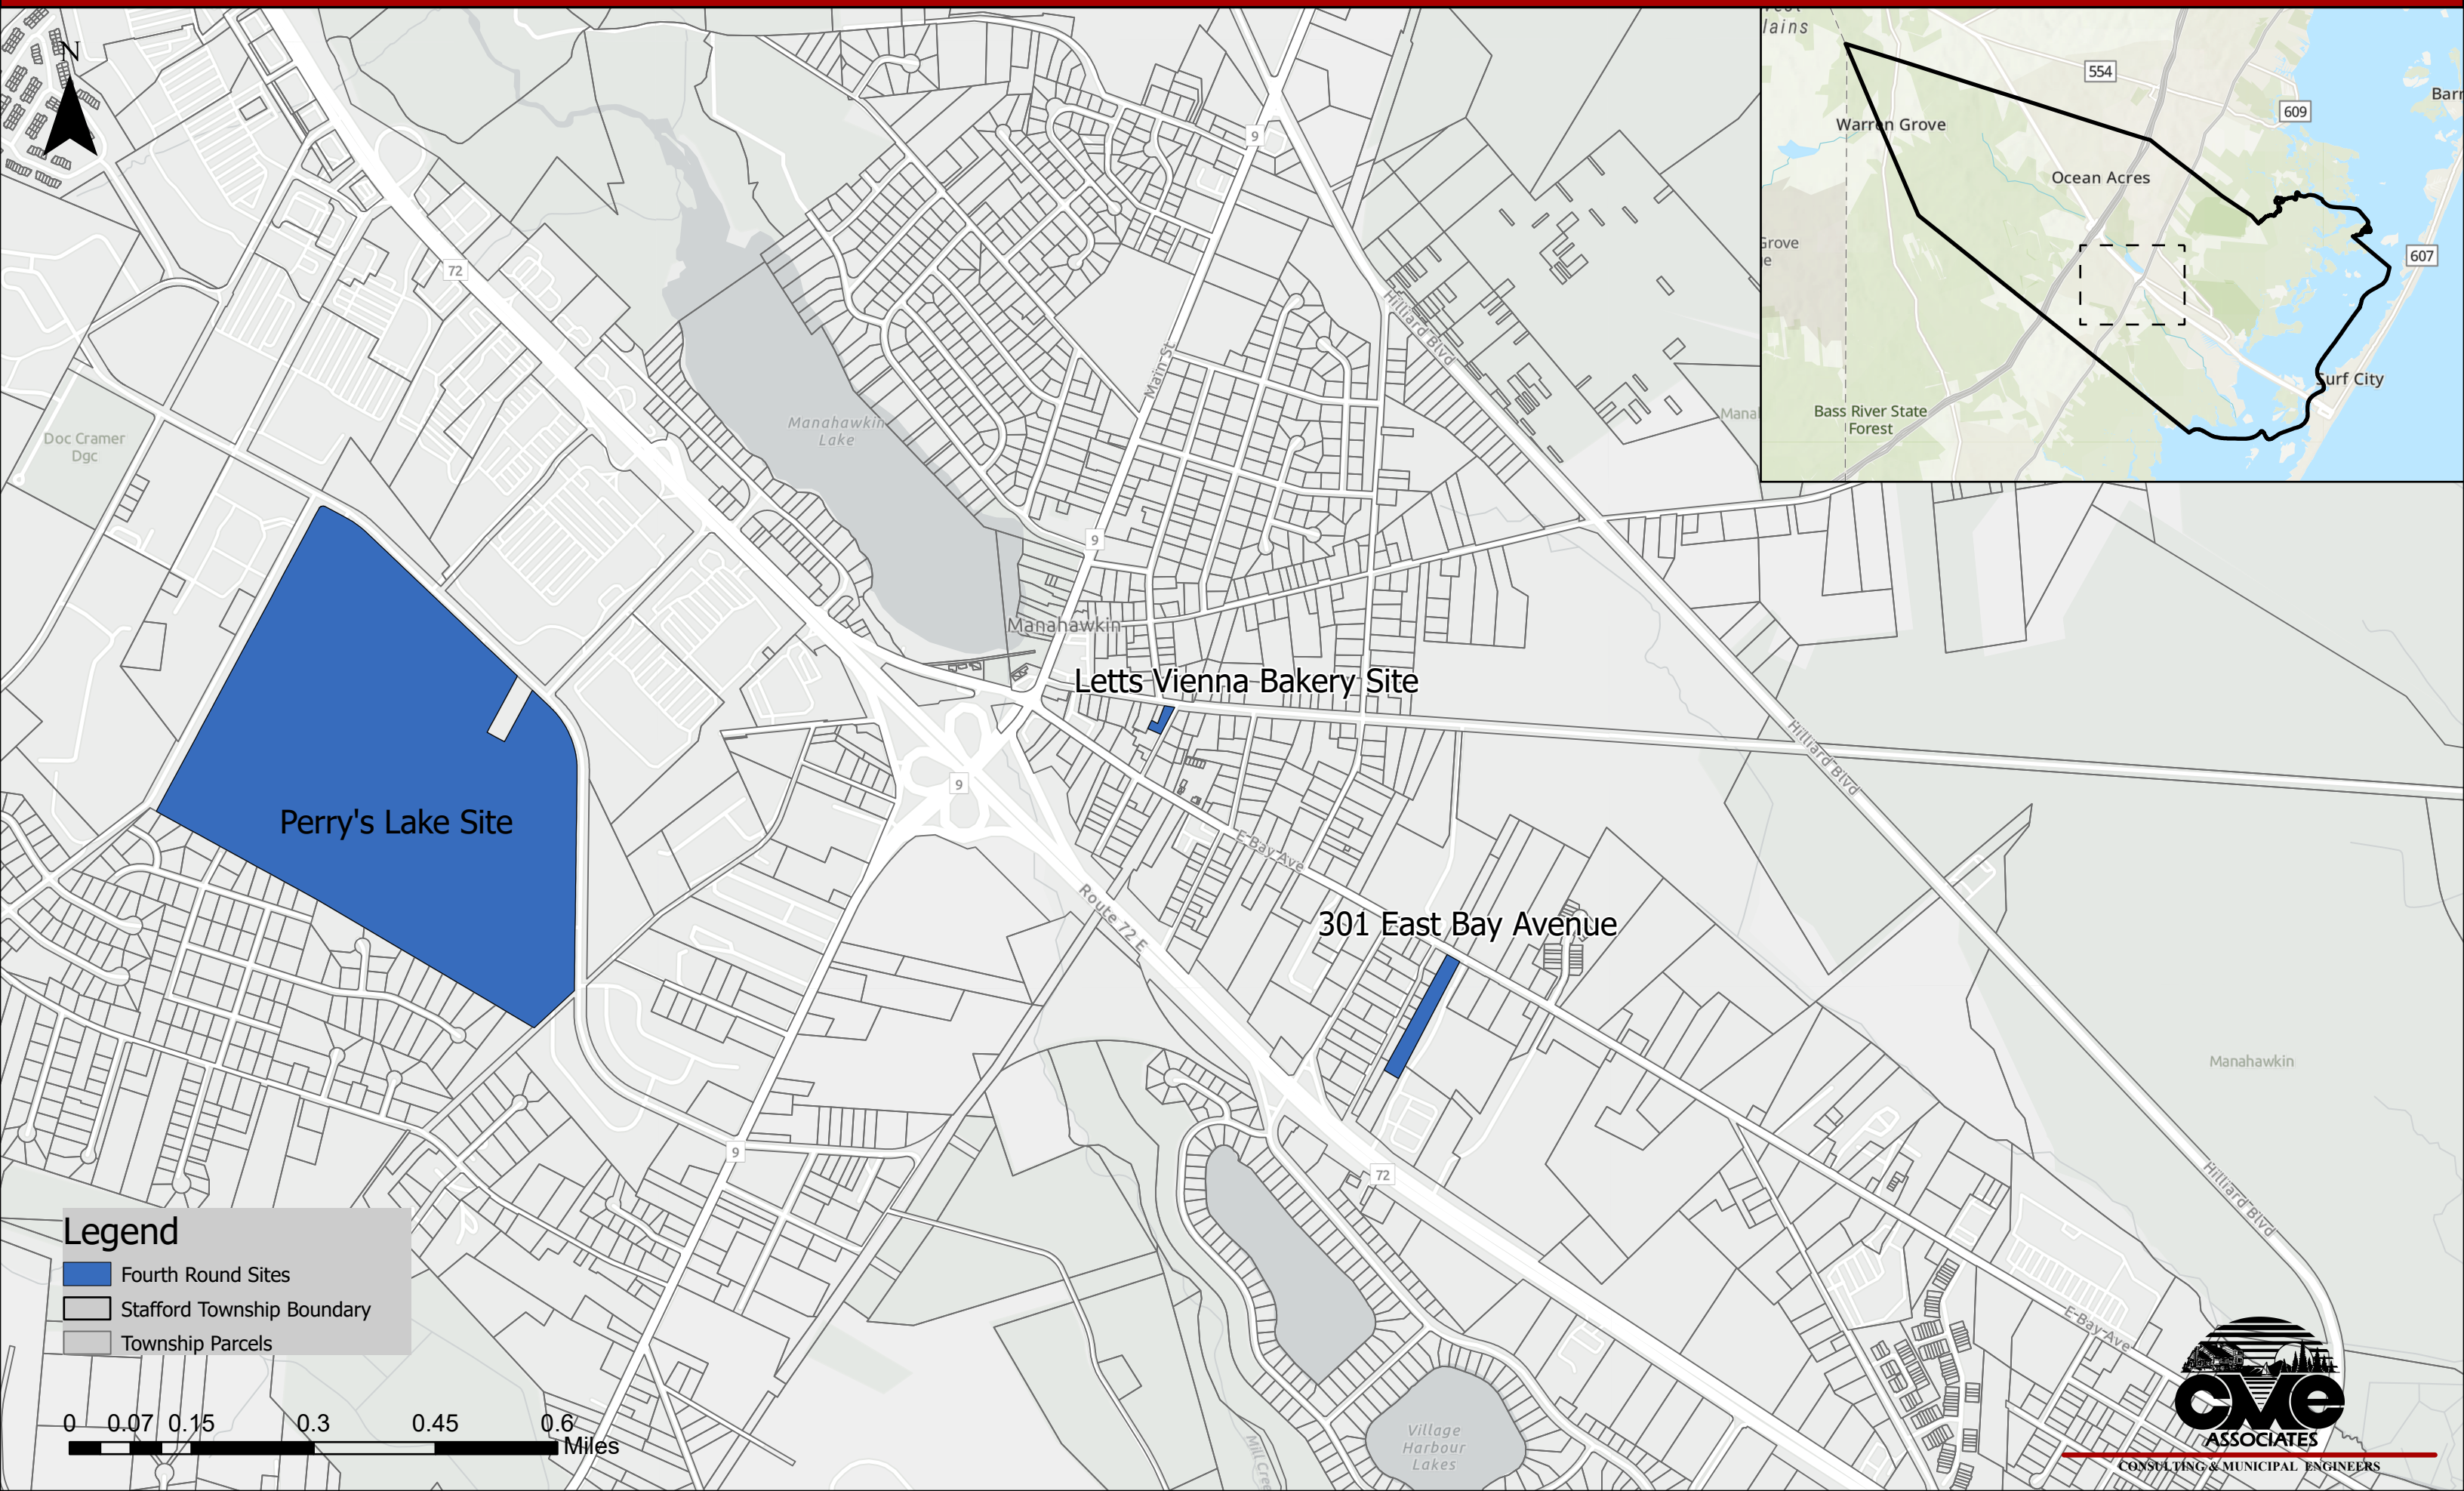 N
72
Doc Cramer
Dgc
Manahawkin
Lake
9
Main St
Hilliard Blvd
9
Manahawkin
Letts Vienna Bakery Site
9
Perry's Lake Site
E Bay Ave
Route 72 E
301 East Bay Avenue
Hilliard Blvd
Manahawkin
9
72
Hilliard Blvd
E Bay Ave
Village
Harbour
Lakes
lains
554
609
Warren Grove
Ocean Acres
607
Surf City
Bass River State
Forest
Legend
Fourth Round Sites
Stafford Township Boundary
Township Parcels
0 0.07 0.15 0.3 0.45 0.6
Miles
cme
ASSOCIATES
CONSULTING & MUNICIPAL ENGINEERS